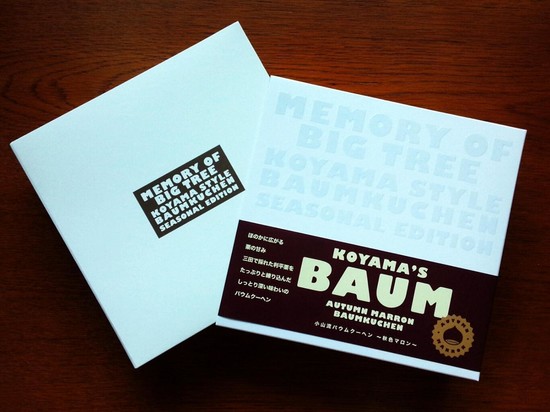 MEMORY OF
BIG TREE
KOYAMA STYLE
BAUMKUCHEN
SEASONAL EDITION
MEMORY OF
BIG TREE
KOYAMA STYLE
BAUMKUCHEN
SEASONAL EDITION
ほのかに広がる
栗の甘み
三田で採れた利平栗を
たっぷりと練り込んだ
しっとり深い味わいの
バウムクーヘン
KOYAMA'S
BAUM
AUTUMN MARRON
BAUMKUCHEN
小山流バウムクーヘン 〜秋色マロン〜